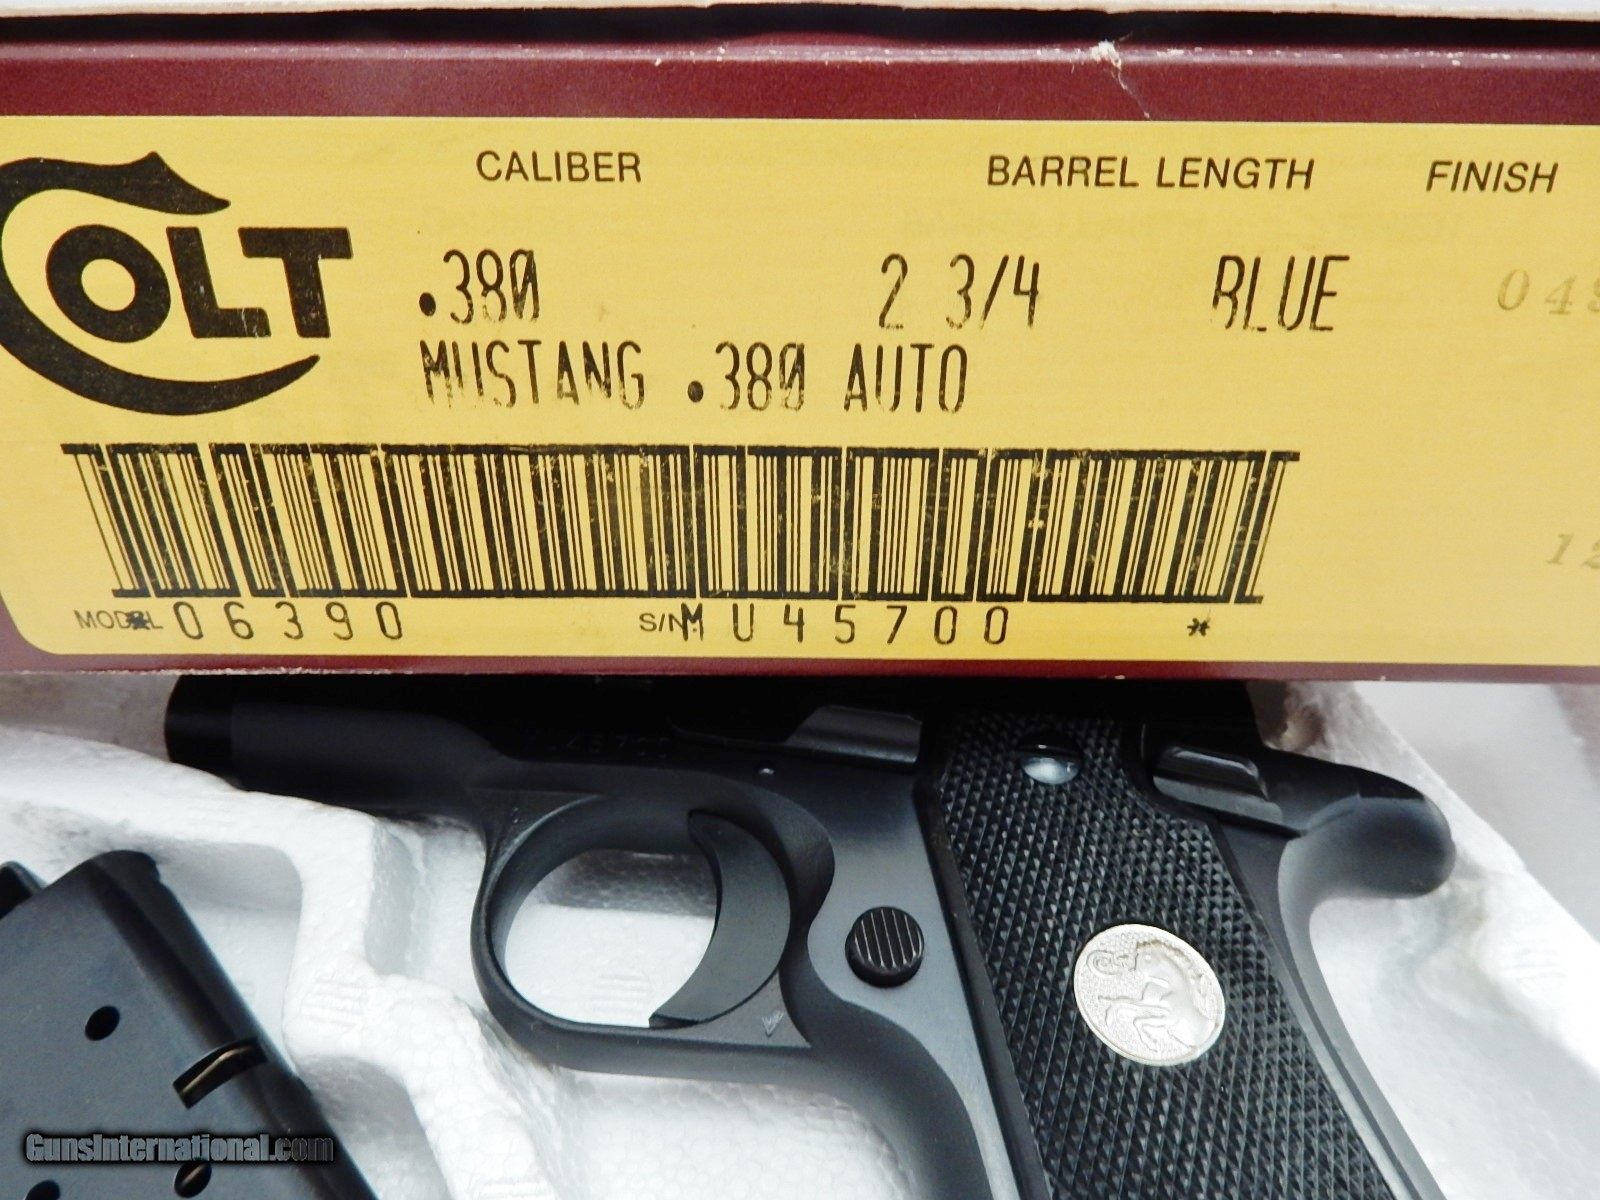 COLT
CALIBER BARREL LENGTH FINISH
.380 2 3/4 BLUE
MUSTANG .380 AUTO
MODEL 06390 S/N: MU45700 *
GunsInternational.com